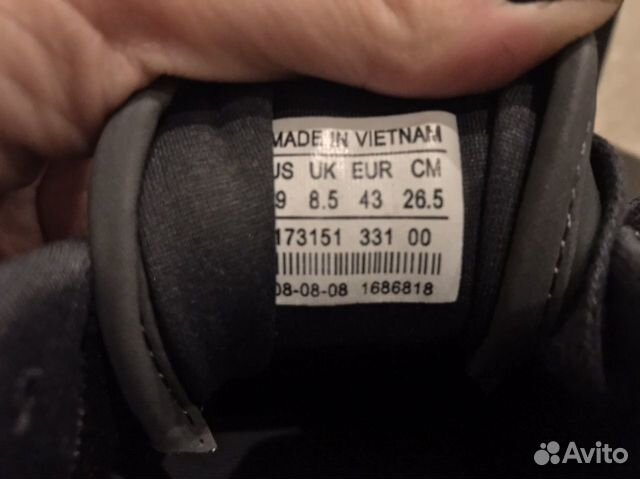 MADE IN VIETNAM
US UK EUR CM
9 8.5 43 26.5
173151 331 00
08-08-08 1686818
Avito